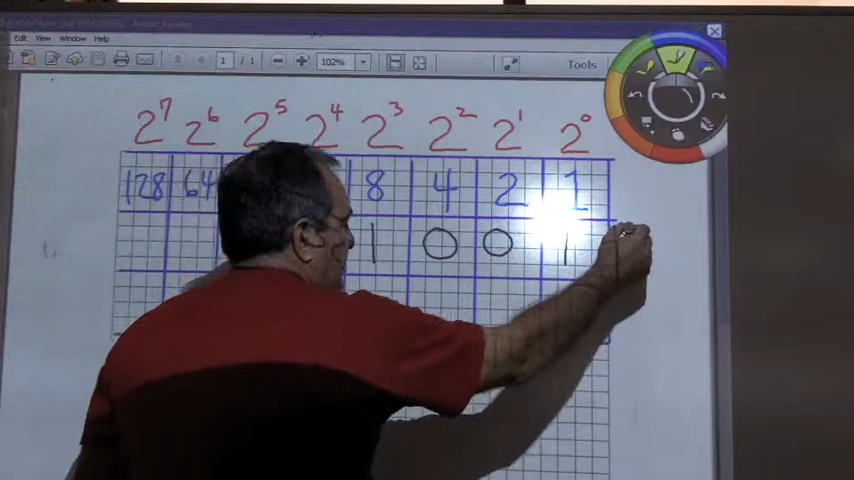 Edit View Window Help
1 / 1
102%
Tools
2⁷ 2⁶ 2⁵ 2⁴ 2³ 2² 2¹ 2⁰
128 64 8 4 2 1
1 0 0 1